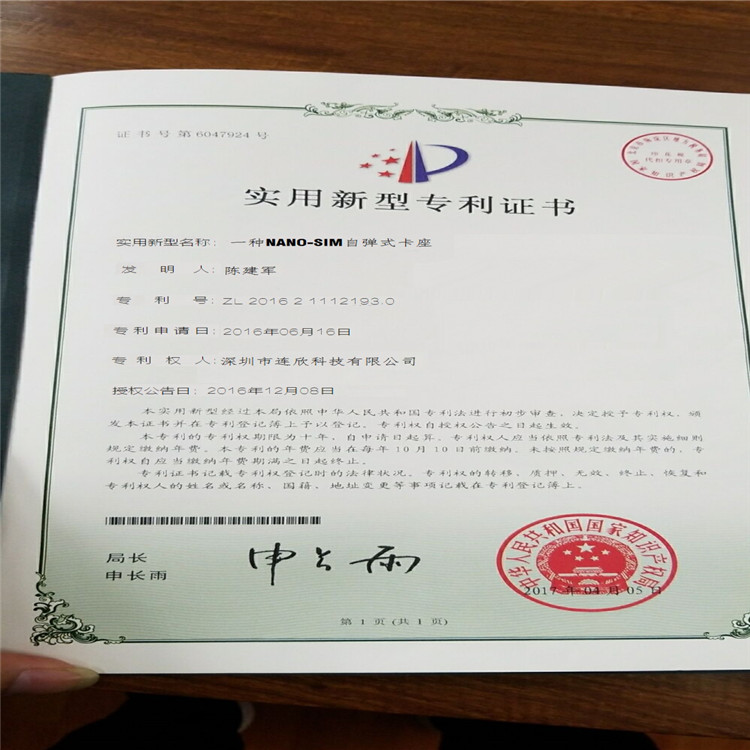 证书号第6047924号
实用新型专利证书
实用新型名称：一种NANO-SIM自弹式卡座
发 明 人：陈建军
专 利 号：ZL 2016 2 1112193.0
专利申请日：2016年06月16日
专 利 权 人：深圳市连欣科技有限公司
授权公告日：2016年12月08日
本实用新型经过本局依照中华人民共和国专利法进行初步审查，决定授予专利权，颁
发本证书并在专利登记簿上予以登记。专利权自授权公告之日起生效。
本专利的专利权期限为十年，自申请日起算。专利权人应当依照专利法及其实施细则
规定缴纳年费。本专利的年费应当在每年10月10日前缴纳。未按照规定缴纳年费的，专
利权自应当缴纳年费期满之日起终止。
专利证书记载专利权登记时的法律状况。专利权的转移、质押、无效、终止、恢复和
专利权人的姓名或名称、国籍、地址变更等事项记载在专利登记簿上。
局长
申长雨
申长雨
中华人民共和国国家知识产权局
2017年01月05日
第1页（共1页）